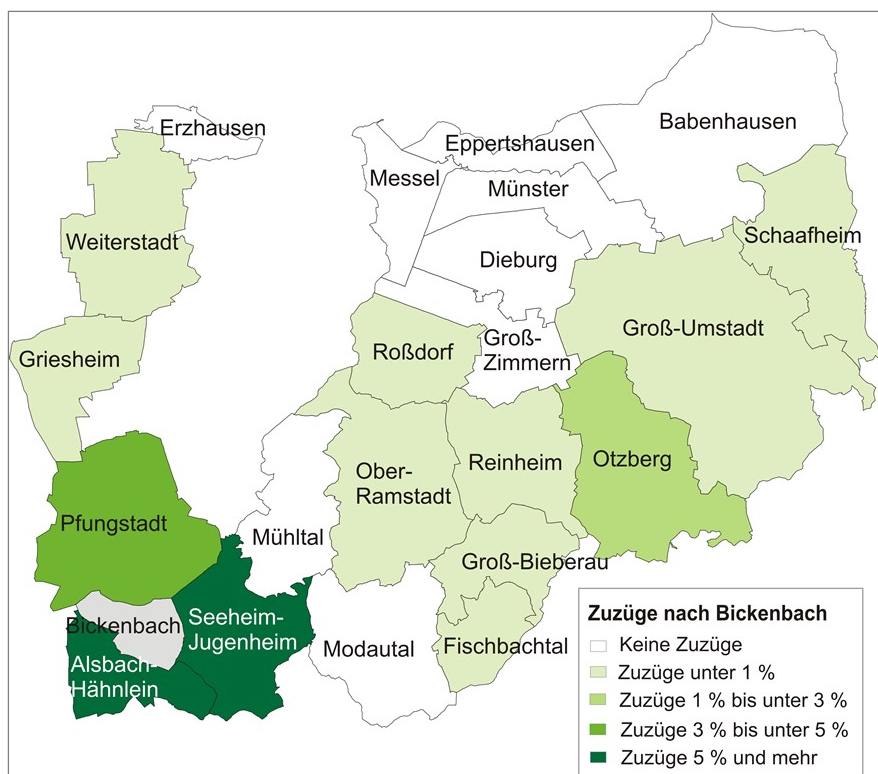 Erzhausen
Babenhausen
Eppertshausen
Messel
Münster
Weiterstadt
Schaafheim
Dieburg
Groß-Umstadt
Griesheim
Roßdorf
Groß-
Zimmern
Otzberg
Reinheim
Ober-
Ramstadt
Pfungstadt
Mühltal
Groß-Bieberau
Bickenbach
Seeheim-
Jugenheim
Modautal
Fischbachtal
Alsbach-
Hähnlein
Zuzüge nach Bickenbach
Keine Zuzüge
Zuzüge unter 1 %
Zuzüge 1 % bis unter 3 %
Zuzüge 3 % bis unter 5 %
Zuzüge 5 % und mehr